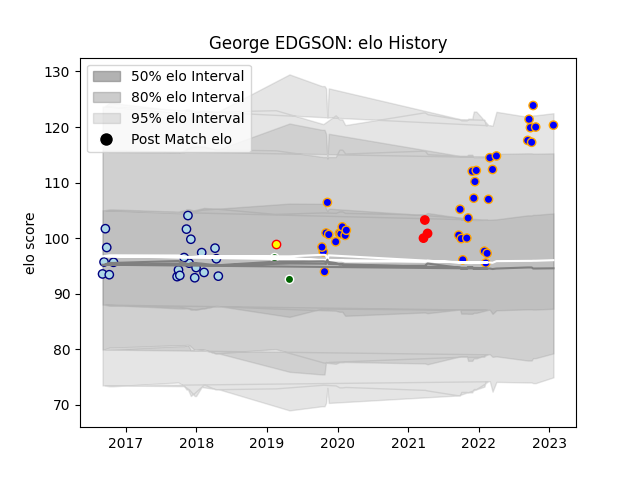 George EDGSON: elo History
50% elo Interval
80% elo Interval
95% elo Interval
Post Match elo
elo score
130
120
110
100
90
80
70
2017 2018 2019 2020 2021 2022 2023